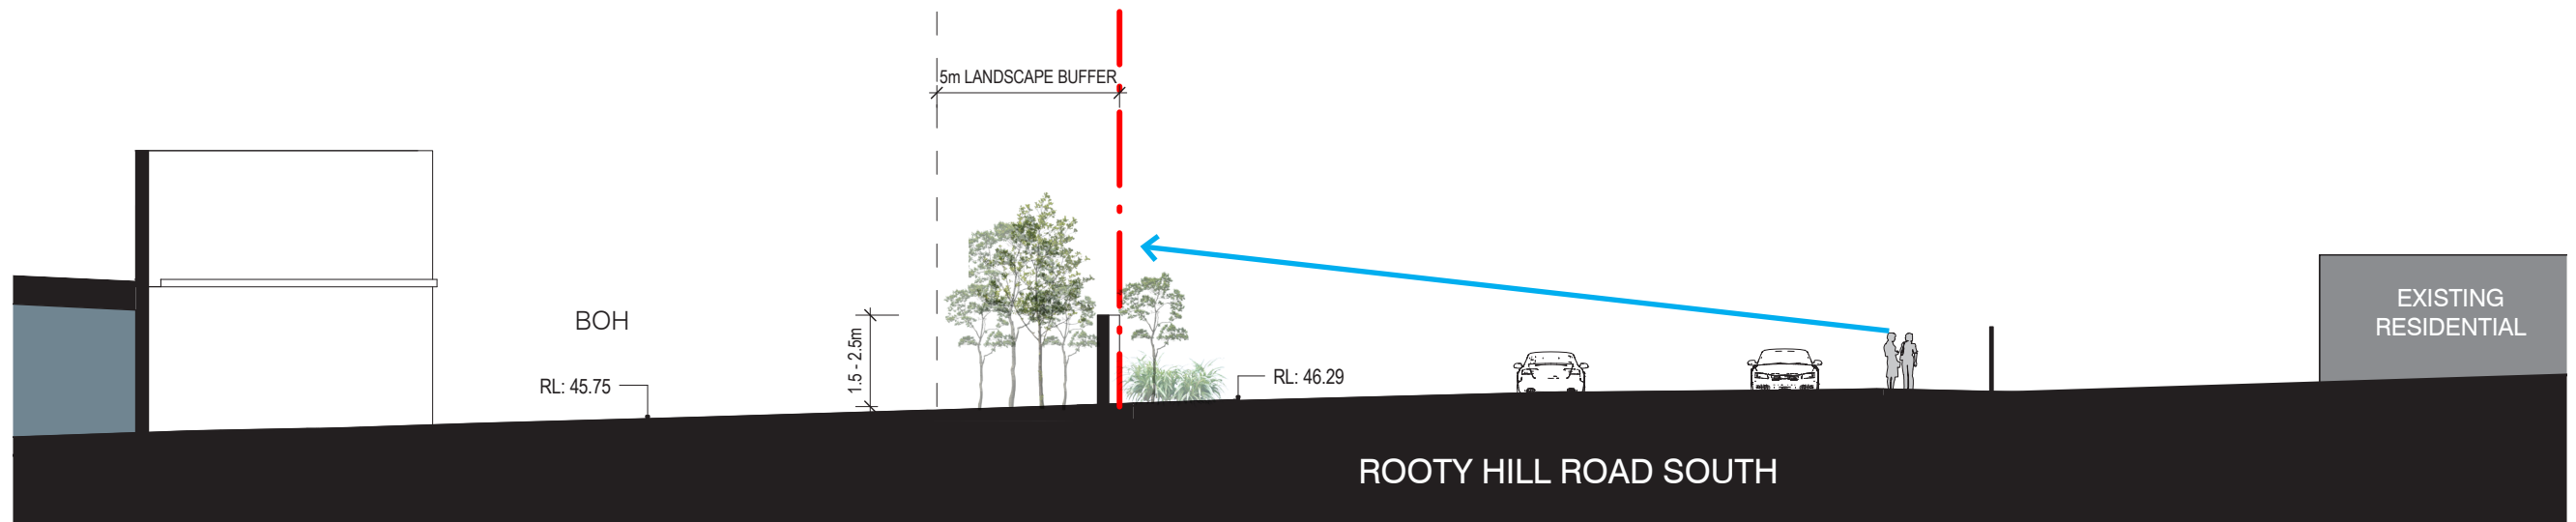 5m LANDSCAPE BUFFER
BOH
1.5 - 2.5m
RL: 45.75
RL: 46.29
EXISTING
RESIDENTIAL
ROOTY HILL ROAD SOUTH